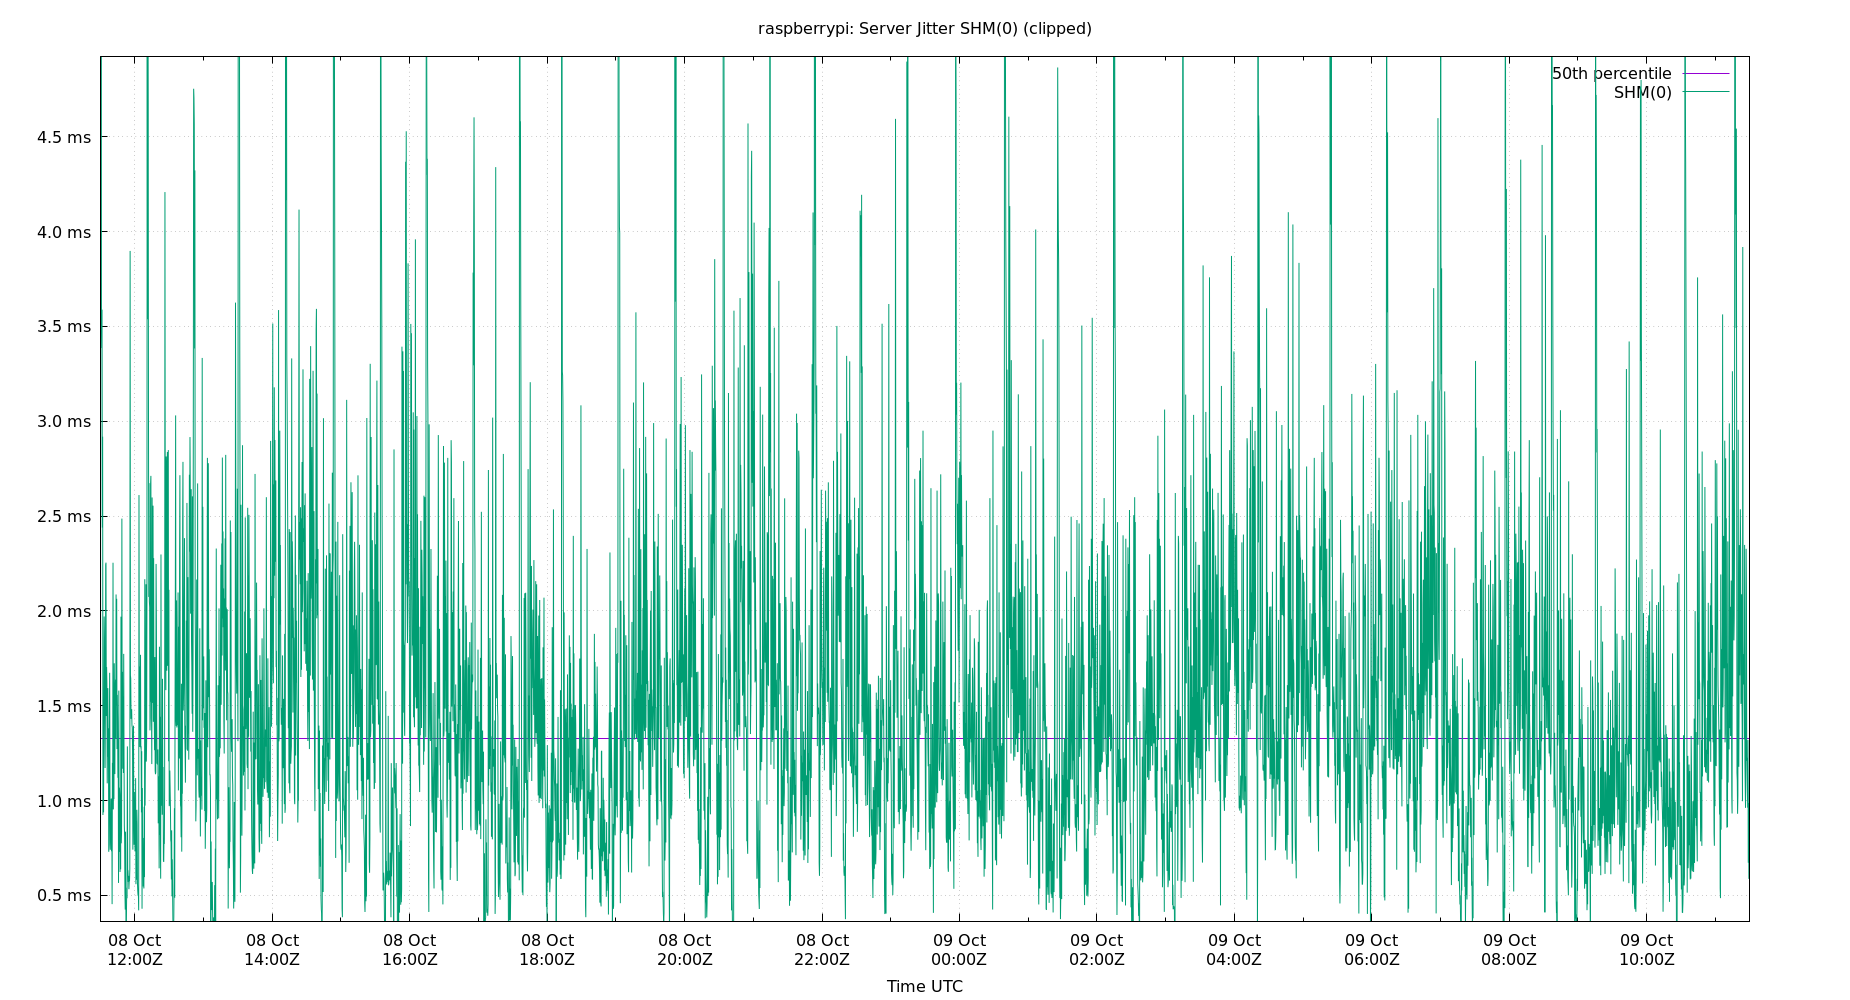 raspberrypi: Server Jitter SHM(0) (clipped)
50th percentile
SHM(0)
4.5 ms
4.0 ms
3.5 ms
3.0 ms
2.5 ms
2.0 ms
1.5 ms
1.0 ms
0.5 ms
08 Oct 08 Oct 08 Oct 08 Oct 08 Oct 08 Oct 09 Oct 09 Oct 09 Oct 09 Oct 09 Oct 09 Oct
12:00Z 14:00Z 16:00Z 18:00Z 20:00Z 22:00Z 00:00Z 02:00Z 04:00Z 06:00Z 08:00Z 10:00Z
Time UTC